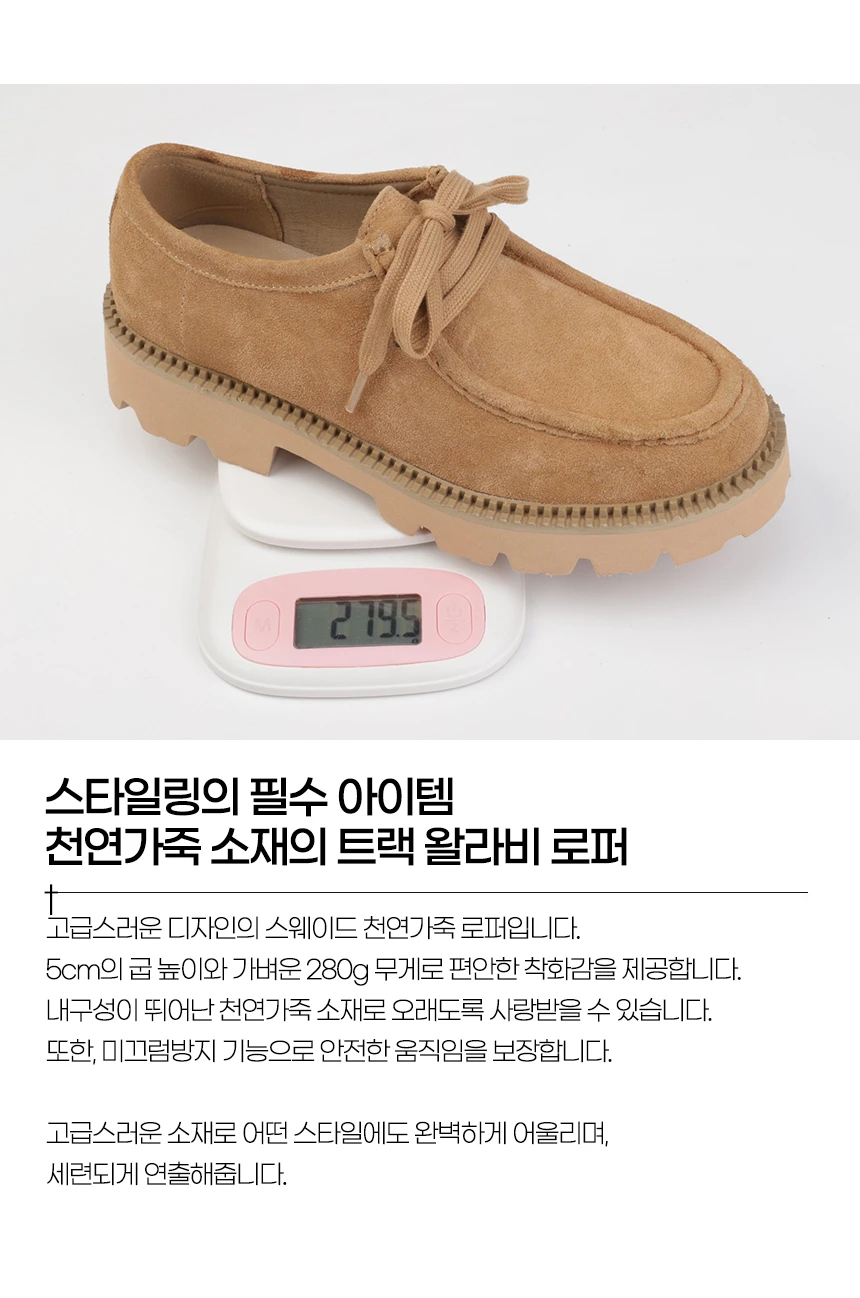 M
279.5
g
스타일링의 필수 아이템
천연가죽 소재의 트랙 왈라비 로퍼
고급스러운 디자인의 스웨이드 천연가죽 로퍼입니다.
5cm의 굽 높이와 가벼운 280g 무게로 편안한 착화감을 제공합니다.
내구성이 뛰어난 천연가죽 소재로 오래도록 사랑받을 수 있습니다.
또한, 미끄럼방지 기능으로 안전한 움직임을 보장합니다.
고급스러운 소재로 어떤 스타일에도 완벽하게 어울리며,
세련되게 연출해줍니다.